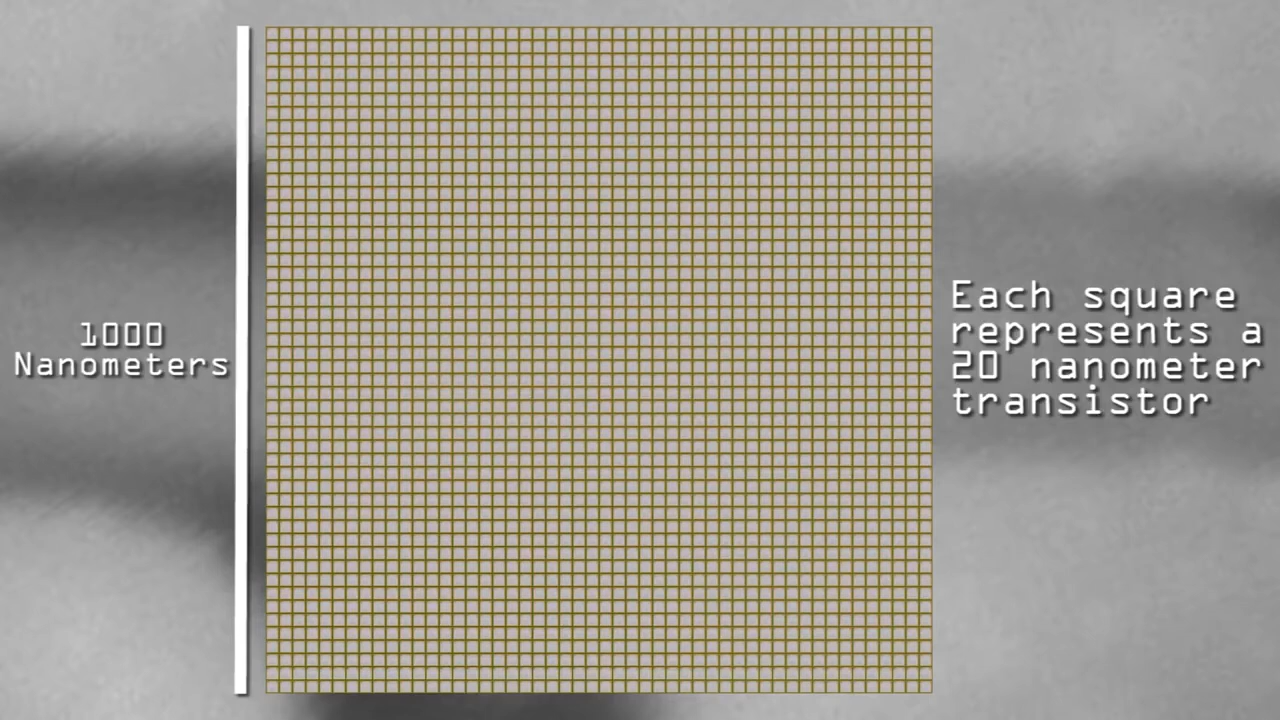 1000
Nanometers
Each square
represents a
20 nanometer
transistor